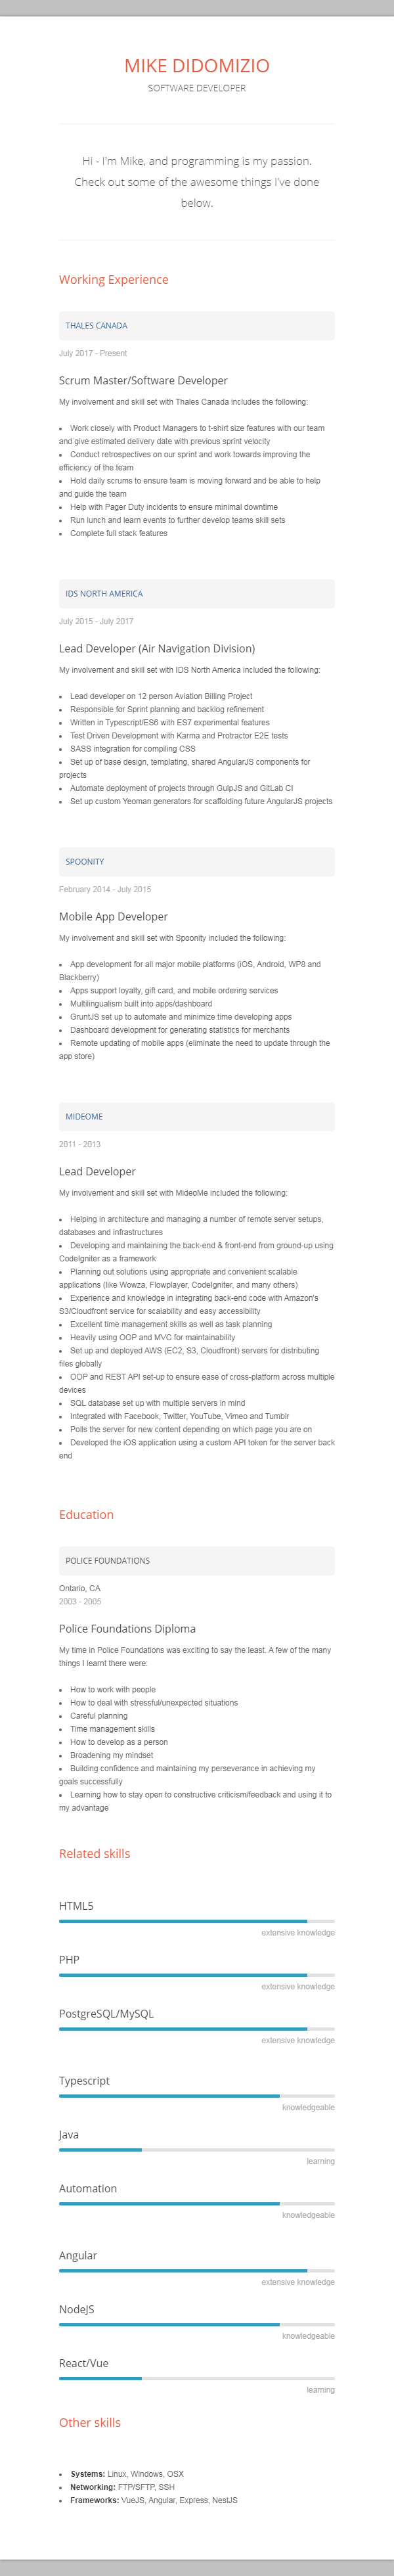 MIKE DIDOMIZIO
SOFTWARE DEVELOPER
Hi - I'm Mike, and programming is my passion.
Check out some of the awesome things I've done
below.
Working Experience
THALES CANADA
July 2017 - Present
Scrum Master/Software Developer
My involvement and skill set with Thales Canada includes the following:
• Work closely with Product Managers to t-shirt size features with our team
and give estimated delivery date with previous sprint velocity
• Conduct retrospectives on our sprint and work towards improving the
efficiency of the team
• Hold daily scrums to ensure team is moving forward and be able to help
and guide the team
• Help with Pager Duty incidents to ensure minimal downtime
• Run lunch and learn events to further develop teams skill sets
• Complete full stack features
IDS NORTH AMERICA
July 2015 - July 2017
Lead Developer (Air Navigation Division)
My involvement and skill set with IDS North America included the following:
• Lead developer on 12 person Aviation Billing Project
• Responsible for Sprint planning and backlog refinement
• Written in Typescript/ES6 with ES7 experimental features
• Test Driven Development with Karma and Protractor E2E tests
• SASS integration for compiling CSS
• Set up of base design, templating, shared AngularJS components for
projects
• Automate deployment of projects through GulpJS and GitLab CI
• Set up custom Yeoman generators for scaffolding future AngularJS projects
SPOONITY
February 2014 - July 2015
Mobile App Developer
My involvement and skill set with Spoonity included the following:
• App development for all major mobile platforms (iOS, Android, WP8 and
Blackberry)
• Apps support loyalty, gift card, and mobile ordering services
• Multilingualism built into apps/dashboard
• GruntJS set up to automate and minimize time developing apps
• Dashboard development for generating statistics for merchants
• Remote updating of mobile apps (eliminate the need to update through the
app store)
MIDEOME
2011 - 2013
Lead Developer
My involvement and skill set with MideoMe included the following:
• Helping in architecture and managing a number of remote server setups,
databases and infrastructures
• Developing and maintaining the back-end & front-end from ground-up using
CodeIgniter as a framework
• Planning out solutions using appropriate and convenient scalable
applications (like Wowza, Flowplayer, CodeIgniter, and many others)
• Experience and knowledge in integrating back-end code with Amazon's
S3/Cloudfront service for scalability and easy accessibility
• Excellent time management skills as well as task planning
• Heavily using OOP and MVC for maintainability
• Set up and deployed AWS (EC2, S3, Cloudfront) servers for distributing
files globally
• OOP and REST API set-up to ensure ease of cross-platform across multiple
devices
• SQL database set up with multiple servers in mind
• Integrated with Facebook, Twitter, YouTube, Vimeo and Tumblr
• Polls the server for new content depending on which page you are on
• Developed the iOS application using a custom API token for the server back
end
Education
POLICE FOUNDATIONS
Ontario, CA
2003 - 2005
Police Foundations Diploma
My time in Police Foundations was exciting to say the least. A few of the many
things I learnt there were:
• How to work with people
• How to deal with stressful/unexpected situations
• Careful planning
• Time management skills
• How to develop as a person
• Broadening my mindset
• Building confidence and maintaining my perseverance in achieving my
goals successfully
• Learning how to stay open to constructive criticism/feedback and using it to
my advantage
Related skills
HTML5
extensive knowledge
PHP
extensive knowledge
PostgreSQL/MySQL
extensive knowledge
Typescript
knowledgeable
Java
learning
Automation
knowledgeable
Angular
extensive knowledge
NodeJS
knowledgeable
React/Vue
learning
Other skills
• Systems: Linux, Windows, OSX
• Networking: FTP/SFTP, SSH
• Frameworks: VueJS, Angular, Express, NestJS